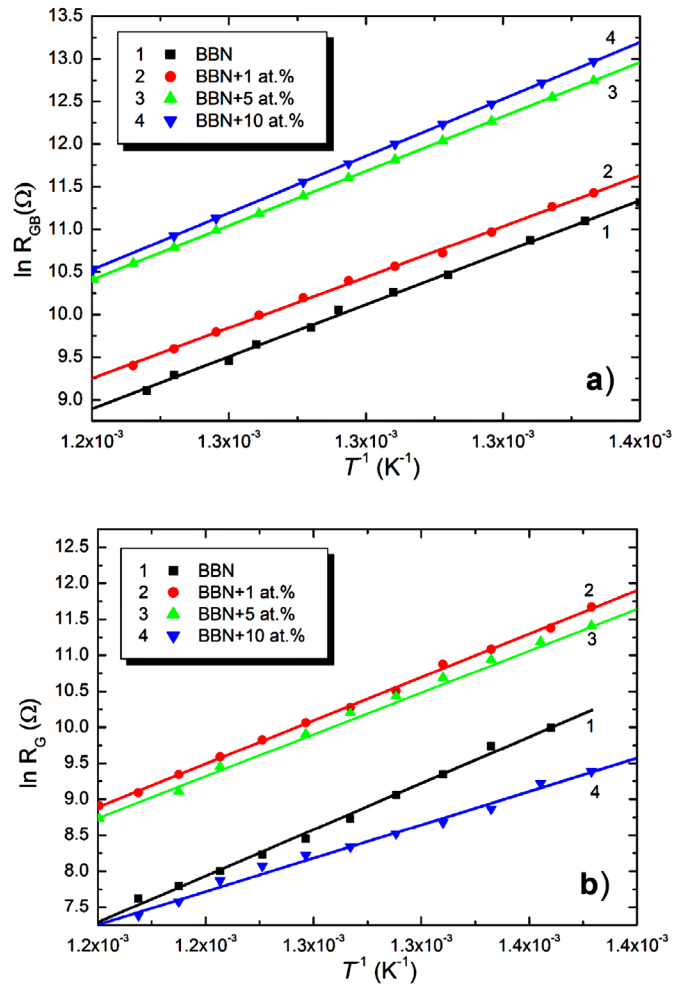 13.5
13.0
12.5
12.0
11.5
11.0
10.5
10.0
9.5
9.0
ln R_GB(Ω)
1 BBN
2 BBN+1 at.%
3 BBN+5 at.%
4 BBN+10 at.%
4
3
2
1
a)
1.2x10⁻³ 1.3x10⁻³ 1.3x10⁻³ 1.3x10⁻³ 1.4x10⁻³
T⁻¹ (K⁻¹)
12.5
12.0
11.5
11.0
10.5
10.0
9.5
9.0
8.5
8.0
7.5
ln R_G (Ω)
1 BBN
2 BBN+1 at.%
3 BBN+5 at.%
4 BBN+10 at.%
2
3
1
4
b)
1.2x10⁻³ 1.2x10⁻³ 1.3x10⁻³ 1.3x10⁻³ 1.4x10⁻³ 1.4x10⁻³
T⁻¹ (K⁻¹)